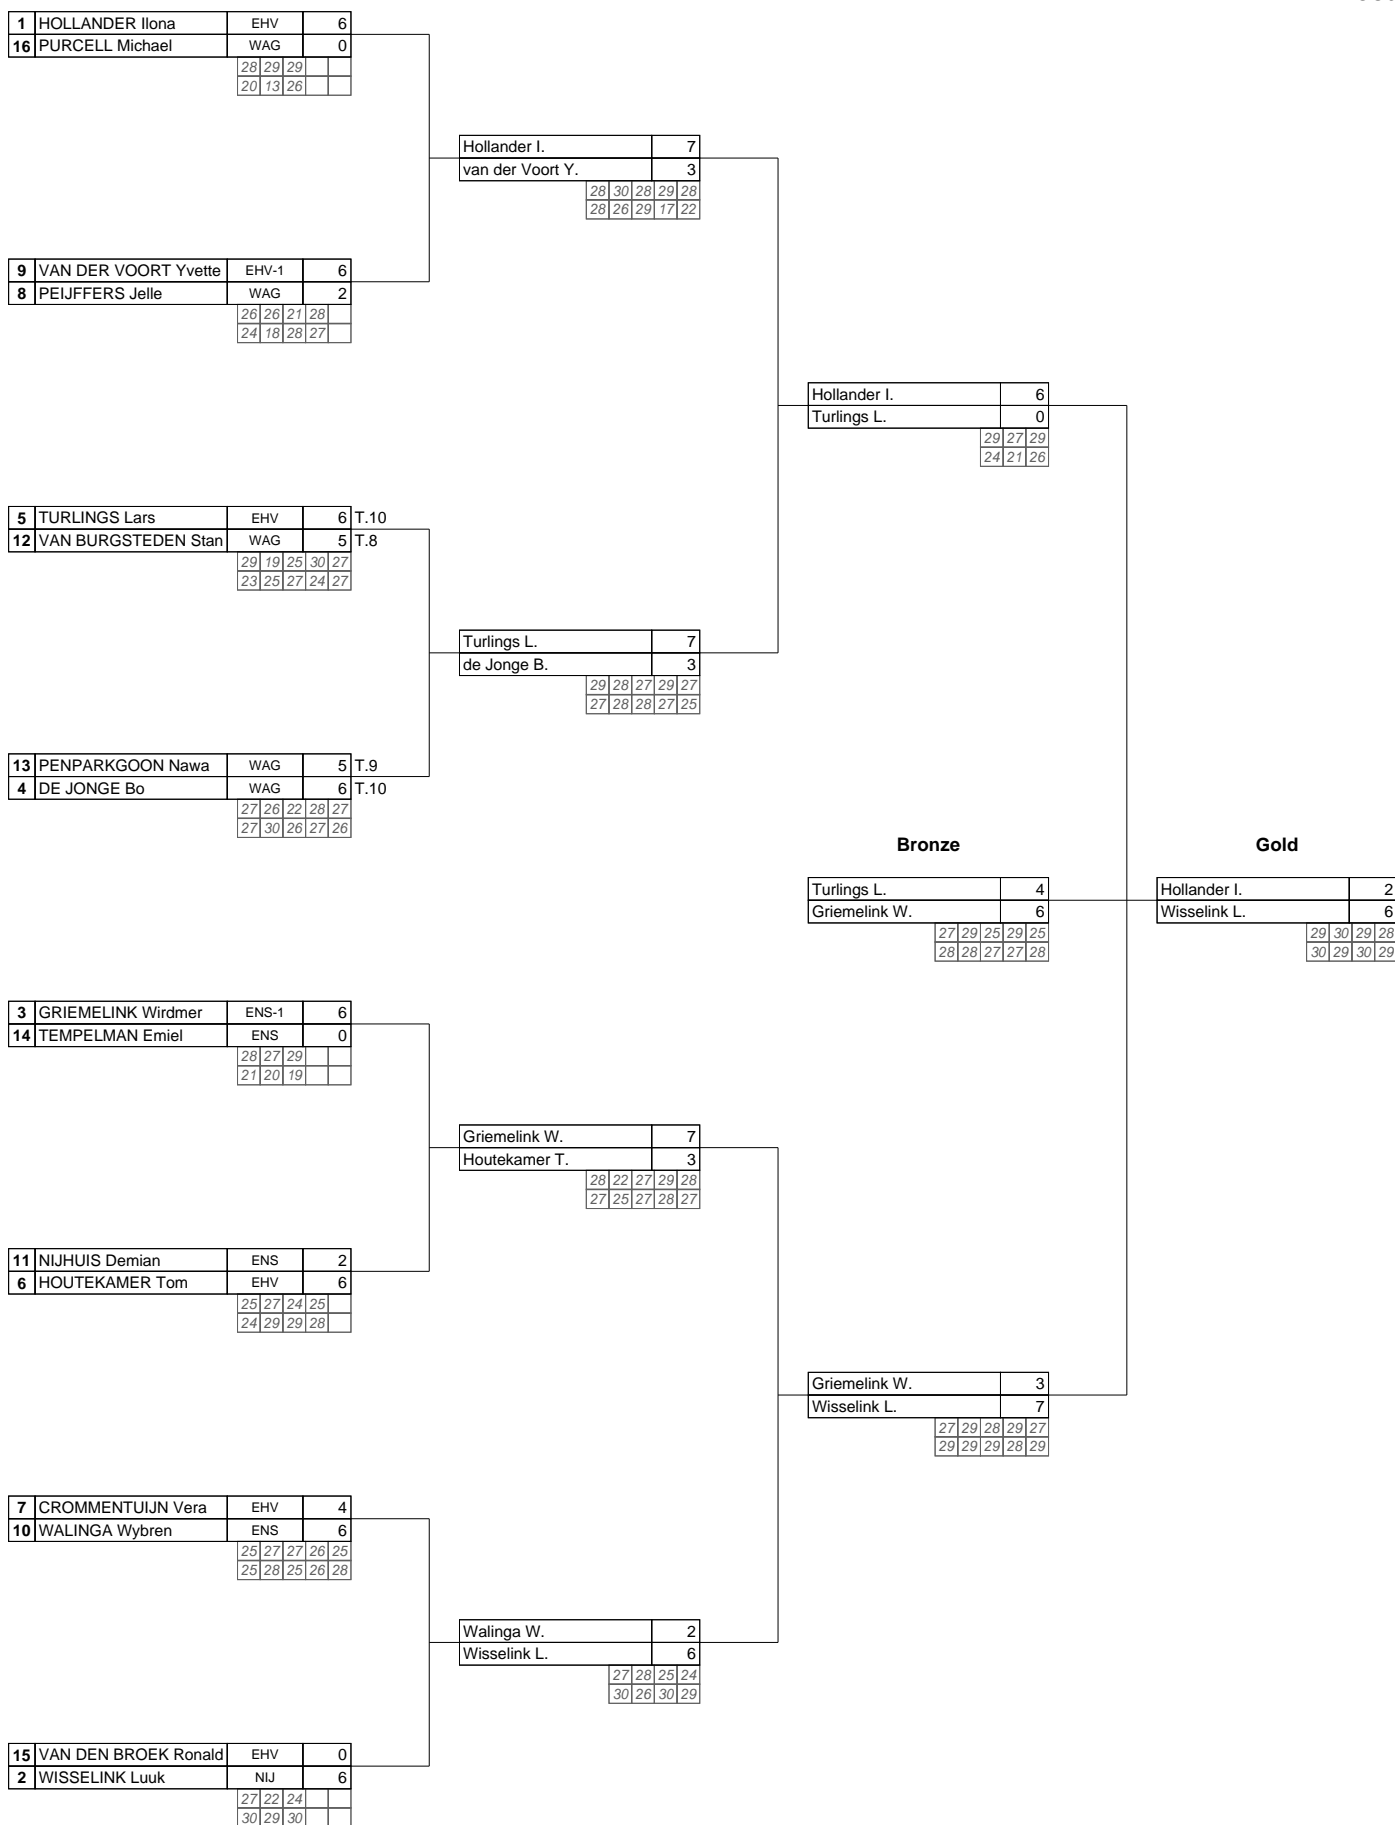 1 HOLLANDER Ilona EHV 6
16 PURCELL Michael WAG 0
28 29 29
20 13 26
Hollander I. 7
van der Voort Y. 3
28 30 28 29 28
28 26 29 17 22
9 VAN DER VOORT Yvette EHV-1 6
8 PEIJFFERS Jelle WAG 2
26 26 21 28
24 18 28 27
Hollander I. 6
Turlings L. 0
29 27 29
24 21 26
5 TURLINGS Lars EHV 6 T.10
12 VAN BURGSTEDEN Stan WAG 5 T.8
29 19 25 30 27
23 25 27 24 27
Turlings L. 7
de Jonge B. 3
29 28 27 29 27
27 28 28 27 25
13 PENPARKGOON Nawa WAG 5 T.9
4 DE JONGE Bo WAG 6 T.10
27 26 22 28 27
27 30 26 27 26
Bronze Gold
Turlings L. 4 Hollander I. 2
Griemelink W. 6 Wisselink L. 6
27 29 25 29 25 29 30 29 28
28 28 27 27 28 30 29 30 29
3 GRIEMELINK Wirdmer ENS-1 6
14 TEMPELMAN Emiel ENS 0
28 27 29
21 20 19
Griemelink W. 7
Houtekamer T. 3
28 22 27 29 28
27 25 27 28 27
11 NIJHUIS Demian ENS 2
6 HOUTEKAMER Tom EHV 6
25 27 24 25
24 29 29 28
Griemelink W. 3
Wisselink L. 7
27 29 28 29 27
29 29 29 28 29
7 CROMMENTUIJN Vera EHV 4
10 WALINGA Wybren ENS 6
25 27 27 26 25
25 28 25 26 28
Walinga W. 2
Wisselink L. 6
27 28 25 24
30 26 30 29
15 VAN DEN BROEK Ronald EHV 0
2 WISSELINK Luuk NIJ 6
27 22 24
30 29 30